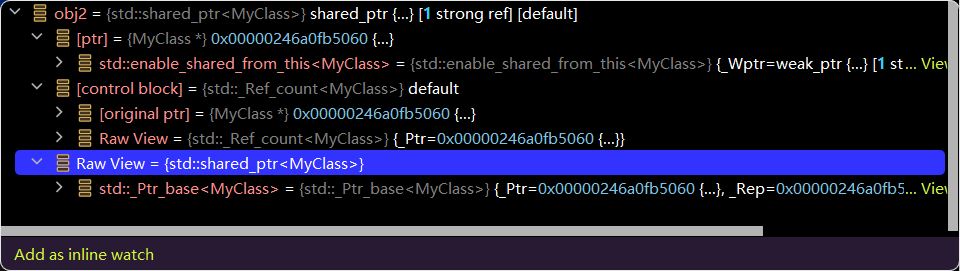 obj2 = {std::shared_ptr<MyClass>} shared_ptr {...} [1 strong ref] [default]
[ptr] = {MyClass *} 0x00000246a0fb5060 {...}
std::enable_shared_from_this<MyClass> = {std::enable_shared_from_this<MyClass>} {_Wptr=weak_ptr {...} [1 st... View
[control block] = {std::_Ref_count<MyClass>} default
[original ptr] = {MyClass *} 0x00000246a0fb5060 {...}
Raw View = {std::_Ref_count<MyClass>} {_Ptr=0x00000246a0fb5060 {...}}
Raw View = {std::shared_ptr<MyClass>}
std::_Ptr_base<MyClass> = {std::_Ptr_base<MyClass>} {_Ptr=0x00000246a0fb5060 {...}, _Rep=0x00000246a0fb5... View
Add as inline watch